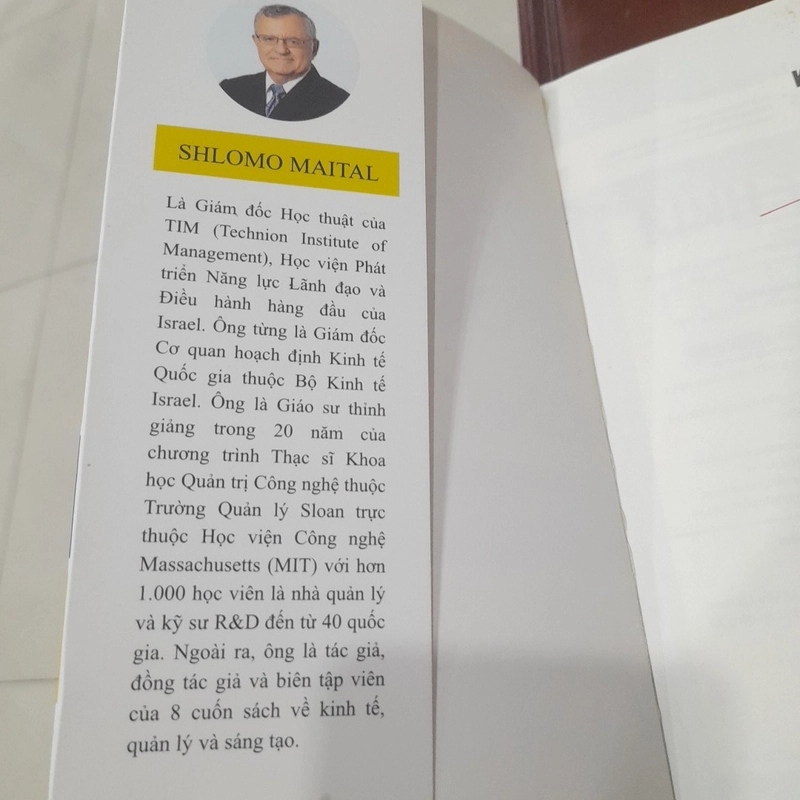 SHLOMO MAITAL
Là Giám đốc Học thuật của
TIM (Technion Institute of
Management), Học viện Phát
triển Năng lực Lãnh đạo và
Điều hành hàng đầu của
Israel. Ông từng là Giám đốc
Cơ quan hoạch định Kinh tế
Quốc gia thuộc Bộ Kinh tế
Israel. Ông là Giáo sư thỉnh
giảng trong 20 năm của
chương trình Thạc sĩ Khoa
học Quản trị Công nghệ thuộc
Trường Quản lý Sloan trực
thuộc Học viện Công nghệ
Massachusetts (MIT) với hơn
1.000 học viên là nhà quản lý
và kỹ sư R&D đến từ 40 quốc
gia. Ngoài ra, ông là tác giả,
đồng tác giả và biên tập viên
của 8 cuốn sách về kinh tế,
quản lý và sáng tạo.